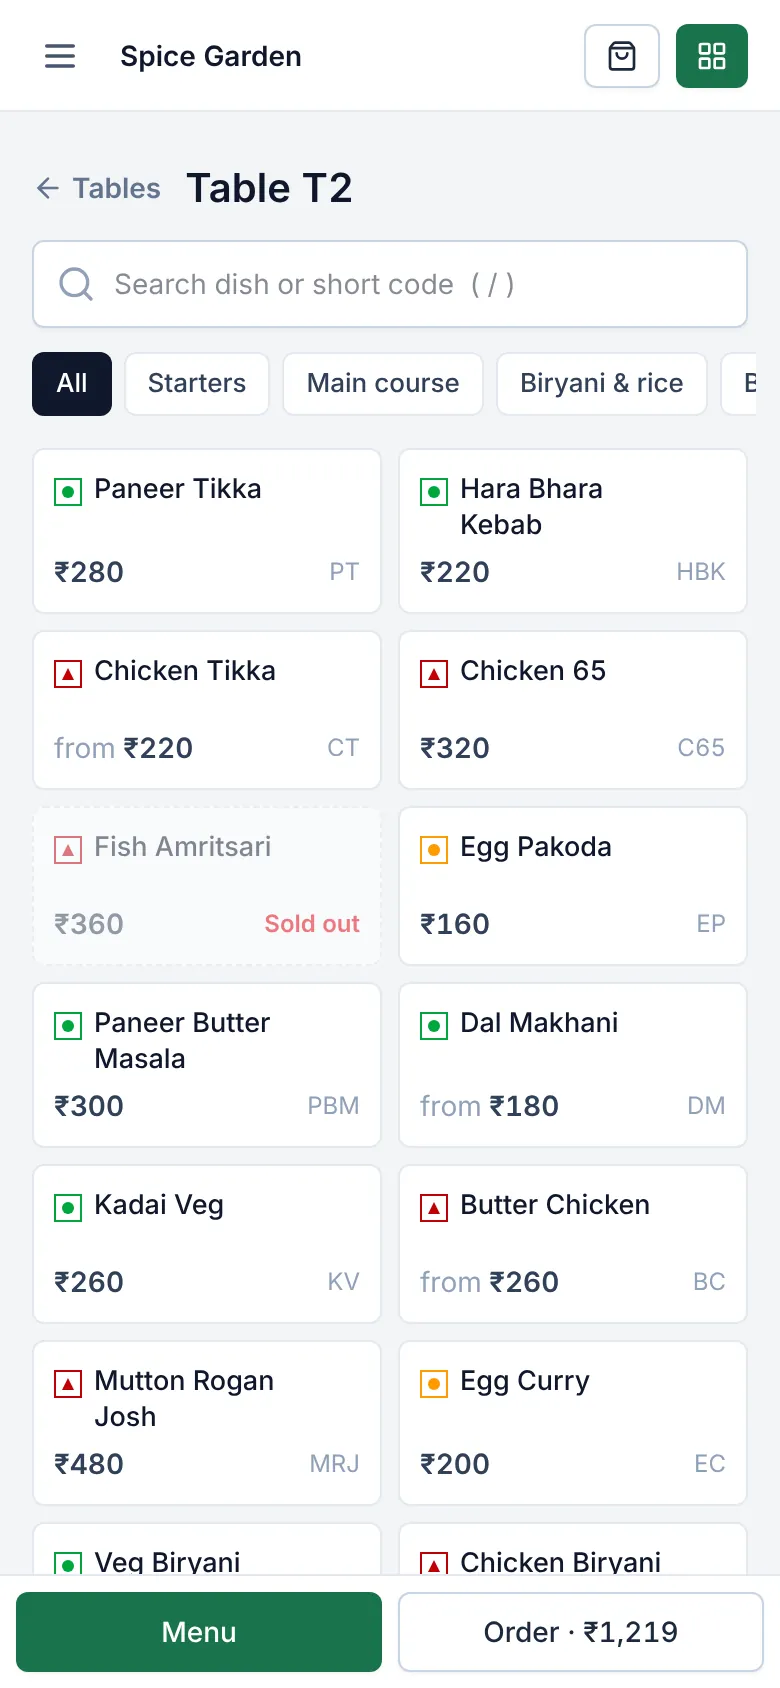 Spice Garden
Tables
Table T2
Search dish or short code ( / )
All
Starters
Main course
Biryani & rice
B
Paneer Tikka
₹280
PT
Hara Bhara
Kebab
₹220
HBK
Chicken Tikka
from ₹220
CT
Chicken 65
₹320
C65
Fish Amritsari
₹360
Sold out
Egg Pakoda
₹160
EP
Paneer Butter
Masala
₹300
PBM
Dal Makhani
from ₹180
DM
Kadai Veg
₹260
KV
Butter Chicken
from ₹260
BC
Mutton Rogan
Josh
₹480
MRJ
Egg Curry
₹200
EC
Veg Biryani
Chicken Biryani
Menu
Order · ₹1,219